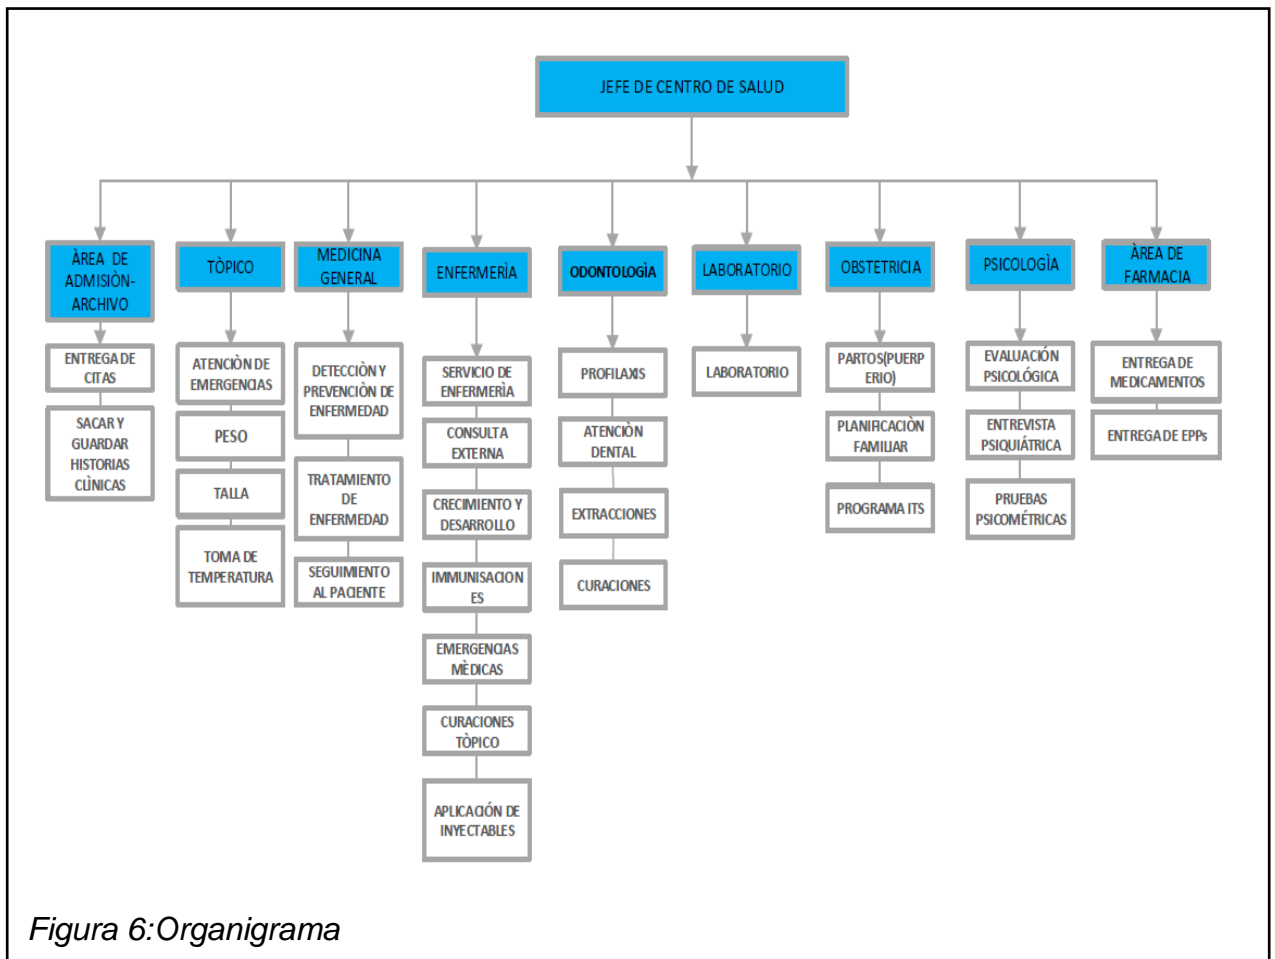 JEFE DE CENTRO DE SALUD
ÀREA DE
ADMISIÒN-
ARCHIVO
ENTREGA DE
CITAS
SACAR Y
GUARDAR
HISTORIAS
CLÌNICAS
TÒPICO
ATENCIÒN DE
EMERGENCIAS
PESO
TALLA
TOMA DE
TEMPERATURA
MEDICINA
GENERAL
DETECCIÒN Y
PREVENCIÒN DE
ENFERMEDAD
TRATAMIENTO
DE
ENFERMEDAD
SEGUIMIENTO
AL PACIENTE
ENFERMERÌA
SERVICIO DE
ENFERMERÌA
CONSULTA
EXTERNA
CRECIMIENTO Y
DESARROLLO
IMMUNISACION
ES
EMERGENCIAS
MÈDICAS
CURACIONES
TÒPICO
APLICACIÓN DE
INYECTABLES
ODONTOLOGÌA
PROFILAXIS
ATENCIÒN
DENTAL
EXTRACCIONES
CURACIONES
LABORATORIO
LABORATORIO
OBSTETRICIA
PARTOS(PUERP
ERIO)
PLANIFICACIÒN
FAMILIAR
PROGRAMA ITS
PSICOLOGÌA
EVALUACIÓN
PSICOLÓGICA
ENTREVISTA
PSIQUIÁTRICA
PRUEBAS
PSICOMÉTRICAS
ÀREA DE
FARMACIA
ENTREGA DE
MEDICAMENTOS
ENTREGA DE EPPs
Figura 6:Organigrama